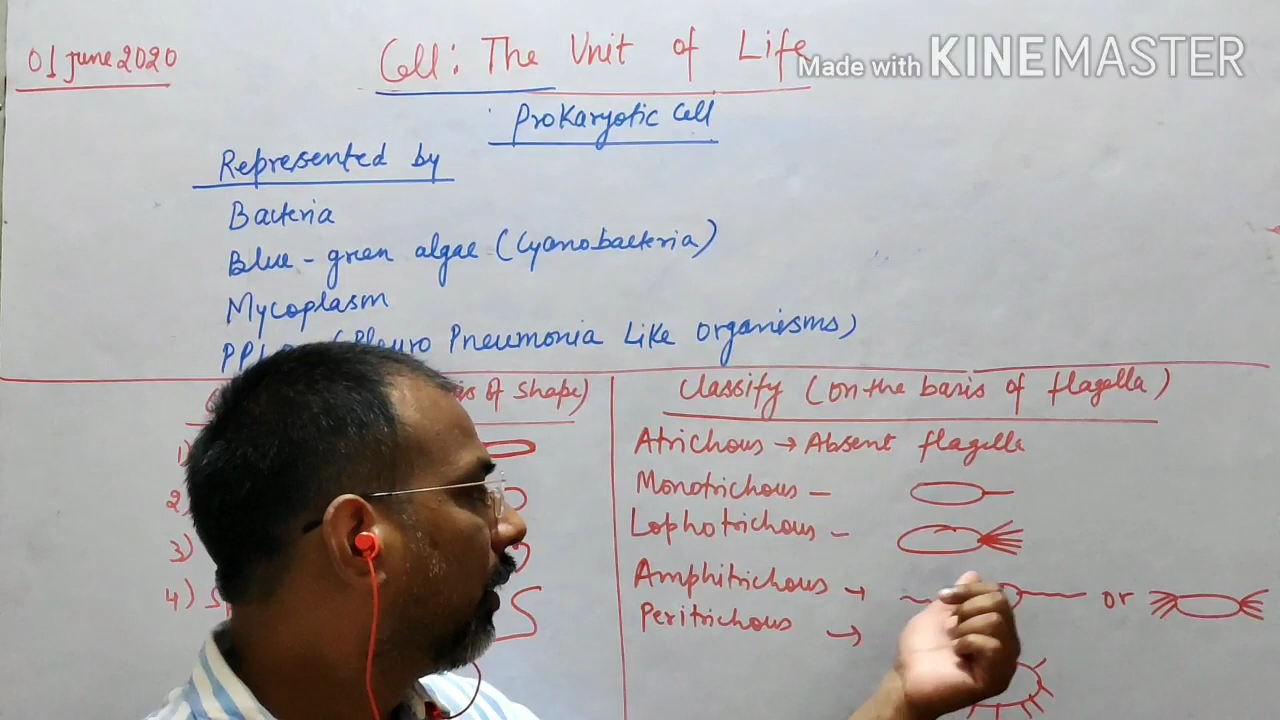 01 June 2020
Cell: The Unit of Life
Made with KINEMASTER
Prokaryotic Cell
Represented by
Bacteria
Blue-green algae (Cyanobacteria)
Mycoplasm
(Pleuro Pneumonia Like organisms)
of Shape)
1)
2)
3)
4)
Classify (on the basis of flagella)
Atrichous → Absent flagella
Monotrichous -
Lophotrichous -
Amphitrichous → or
Peritrichous →